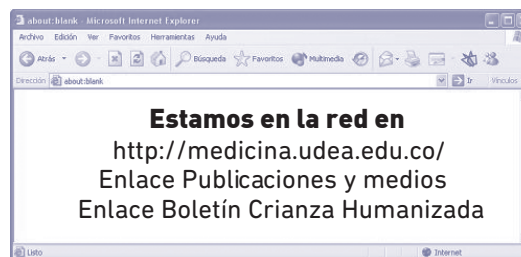 about:blank - Microsoft Internet Explorer
Archivo Edición Ver Favoritos Herramientas Ayuda
Atrás Búsqueda Favoritos Multimedia
Dirección about:blank Ir Vínculos
Estamos en la red en
http://medicina.udea.edu.co/
Enlace Publicaciones y medios
Enlace Boletín Crianza Humanizada
Listo Internet